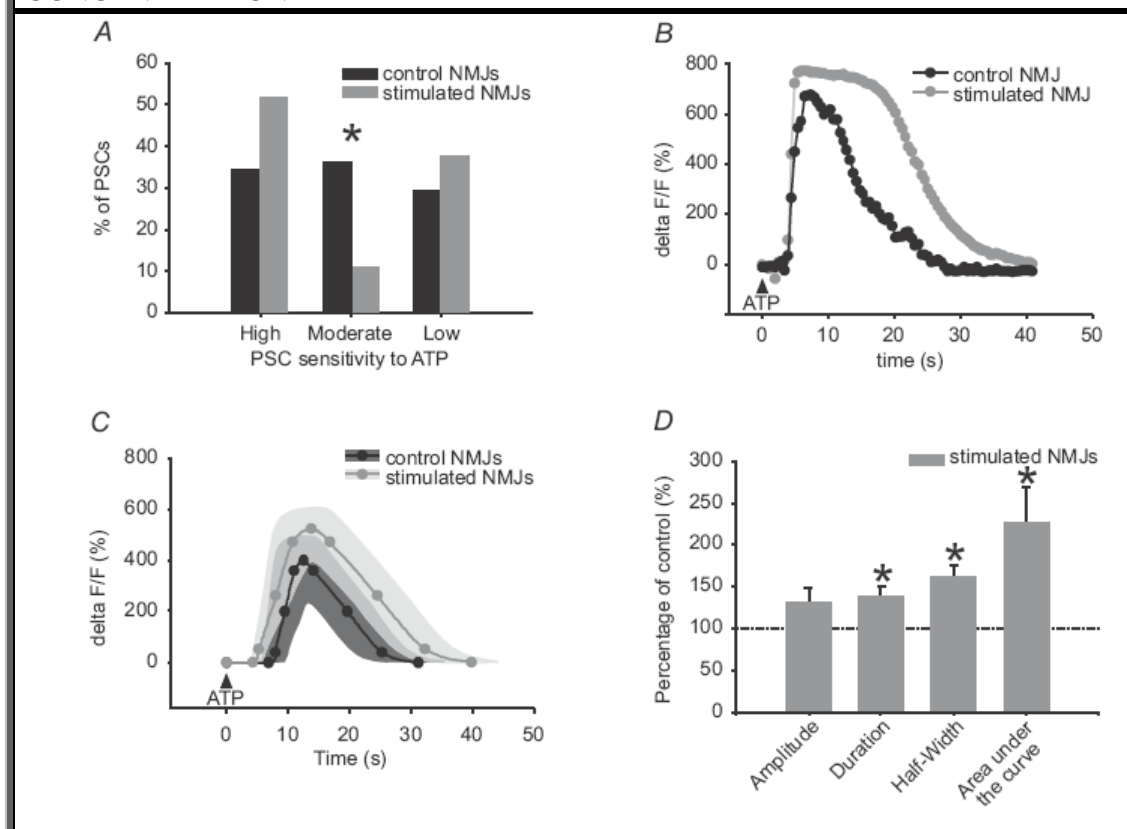 A
60
50
40
30
20
10
0
% of PSCs
control NMJs
stimulated NMJs
*
High Moderate Low
PSC sensitivity to ATP
B
800
600
400
200
0
delta F/F (%)
control NMJ
stimulated NMJ
ATP
0 10 20 30 40 50
time (s)
C
800
600
400
200
0
delta F/F (%)
control NMJs
stimulated NMJs
ATP
0 10 20 30 40 50
Time (s)
D
300
250
200
150
100
50
0
Percentage of control (%)
stimulated NMJs
* * *
Amplitude
Duration
Half-Width
Area under
the curve